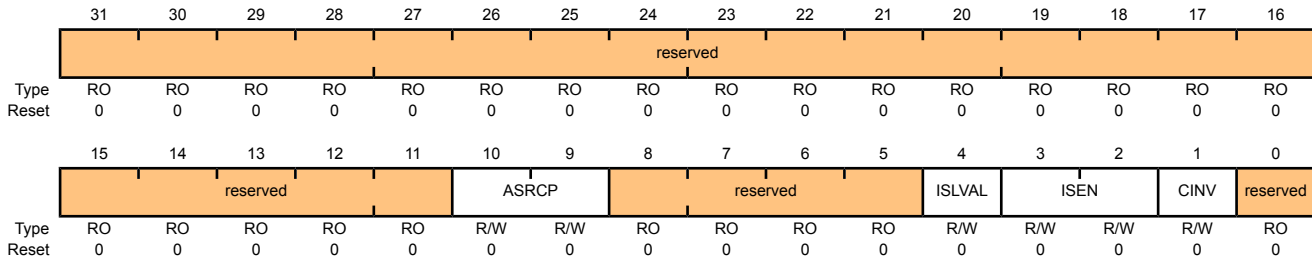 31 30 29 28 27 26 25 24 23 22 21 20 19 18 17 16
reserved
Type RO RO RO RO RO RO RO RO RO RO RO RO RO RO RO RO
Reset 0 0 0 0 0 0 0 0 0 0 0 0 0 0 0 0
15 14 13 12 11 10 9 8 7 6 5 4 3 2 1 0
reserved ASRCP reserved ISLVAL ISEN CINV reserved
Type RO RO RO RO RO R/W R/W RO RO RO RO R/W R/W R/W R/W RO
Reset 0 0 0 0 0 0 0 0 0 0 0 0 0 0 0 0